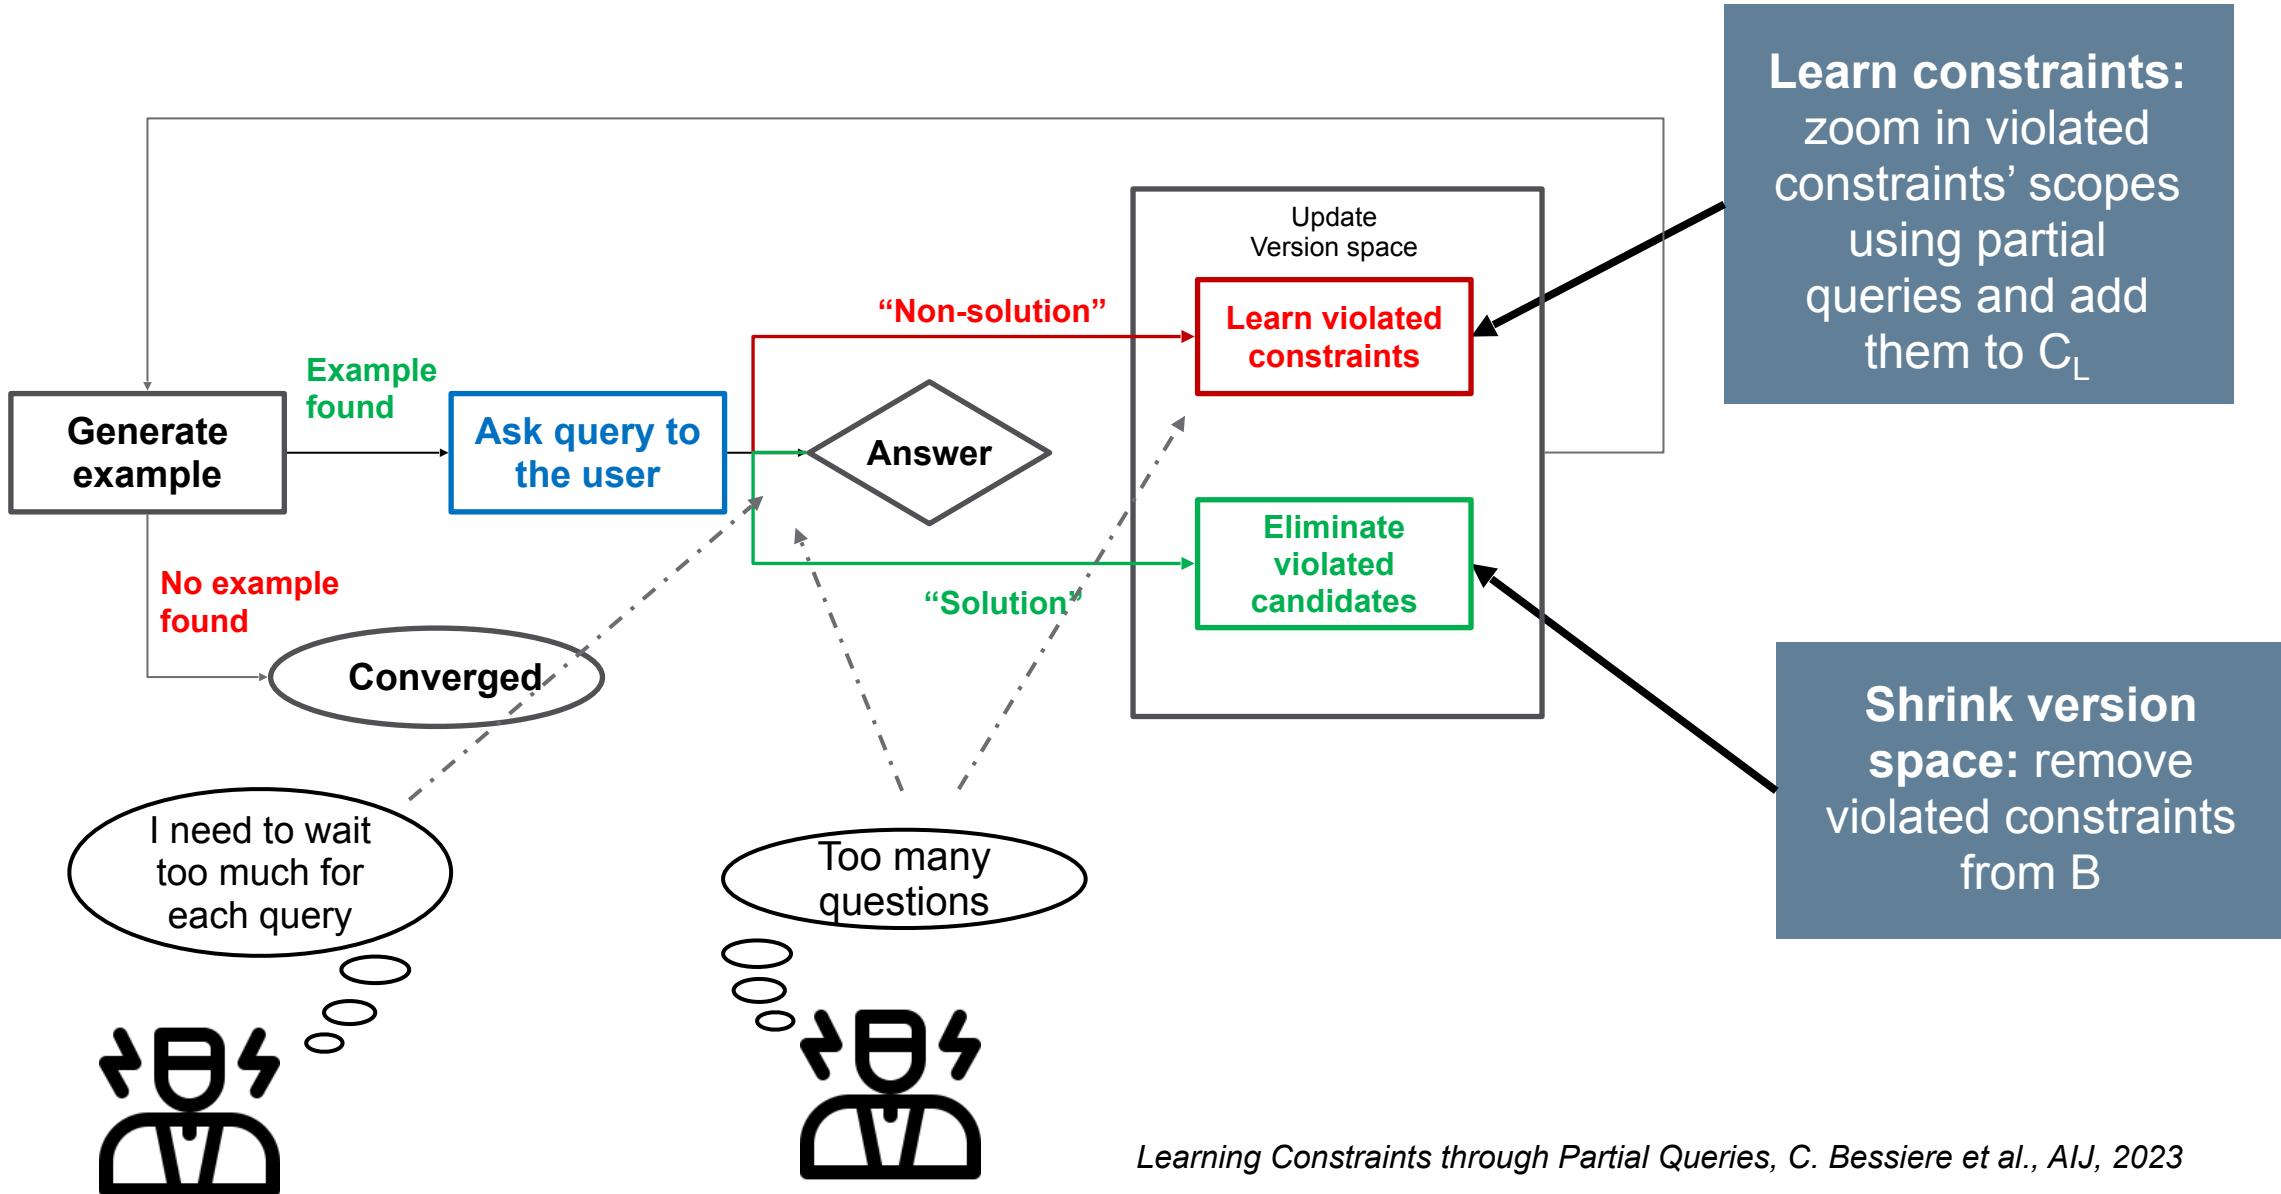 Learn constraints:
zoom in violated
constraints’ scopes
using partial
queries and add
them to C_L
Update
Version space
“Non-solution”
Learn violated
constraints
Example
found
Generate
example
Ask query to
the user
Answer
Eliminate
violated
candidates
“Solution”
No example
found
Converged
Shrink version
space: remove
violated constraints
from B
I need to wait
too much for
each query
Too many
questions
Learning Constraints through Partial Queries, C. Bessiere et al., AIJ, 2023